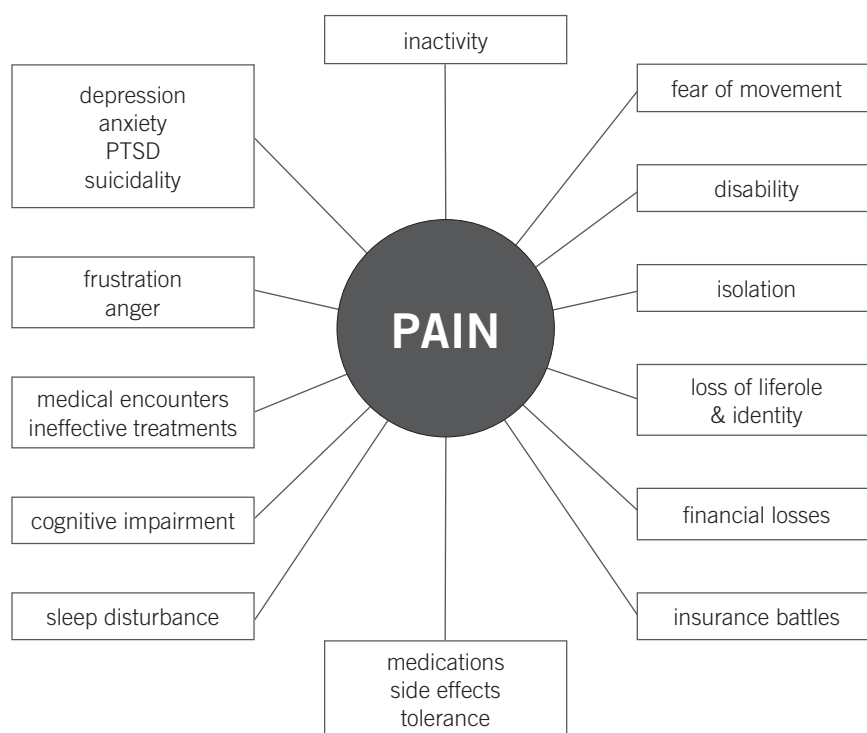 inactivity
depression
anxiety
PTSD
suicidality
fear of movement
disability
frustration
anger
isolation
PAIN
medical encounters
ineffective treatments
loss of liferole
& identity
cognitive impairment
financial losses
sleep disturbance
insurance battles
medications
side effects
tolerance